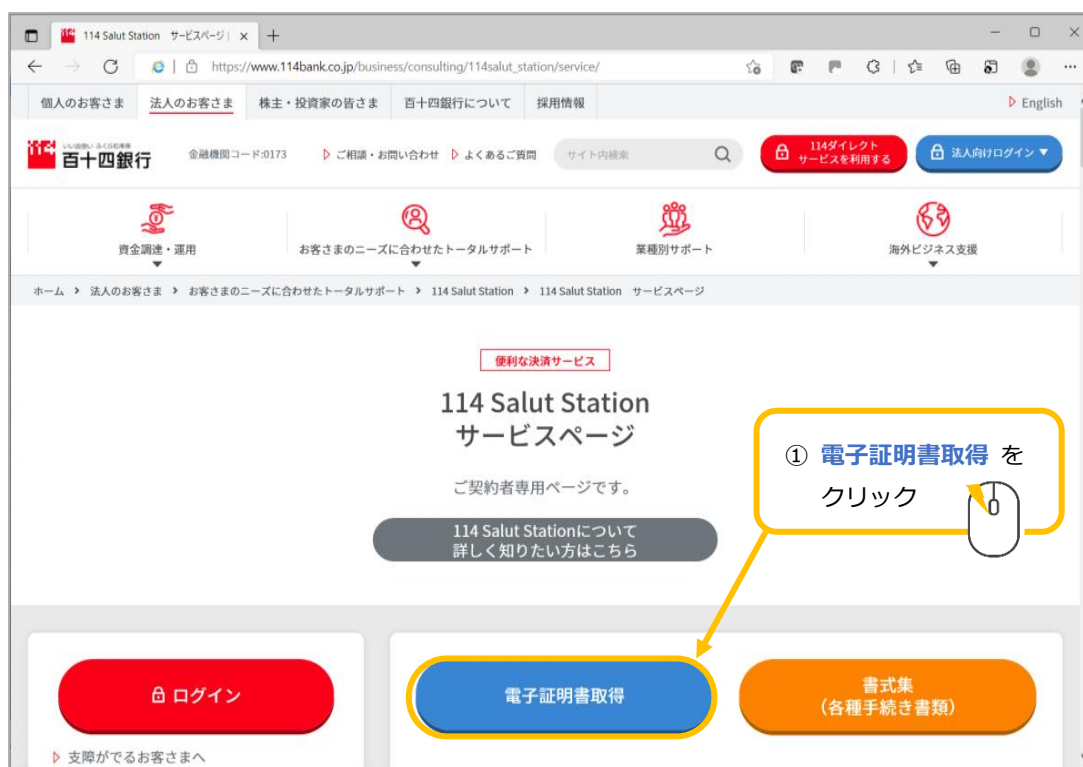 114 Salut Station サービスページ |
https://www.114bank.co.jp/business/consulting/114salut_station/service/
個人のお客さま 法人のお客さま 株主・投資家の皆さま 百十四銀行について 採用情報 English
いい出会い ふくらむ未来
百十四銀行 金融機関コード:0173 ご相談・お問い合わせ よくあるご質問 サイト内検索
114ダイレクト
サービスを利用する
法人向けログイン▼
資金調達・運用 お客さまのニーズに合わせたトータルサポート 業種別サポート 海外ビジネス支援
ホーム > 法人のお客さま > お客さまのニーズに合わせたトータルサポート > 114 Salut Station > 114 Salut Station サービスページ
便利な決済サービス
114 Salut Station
サービスページ
ご契約者専用ページです。
114 Salut Stationについて
詳しく知りたい方はこちら
① 電子証明書取得 を
クリック
ログイン
電子証明書取得
書式集
(各種手続き書類)
支障がでるお客さまへ